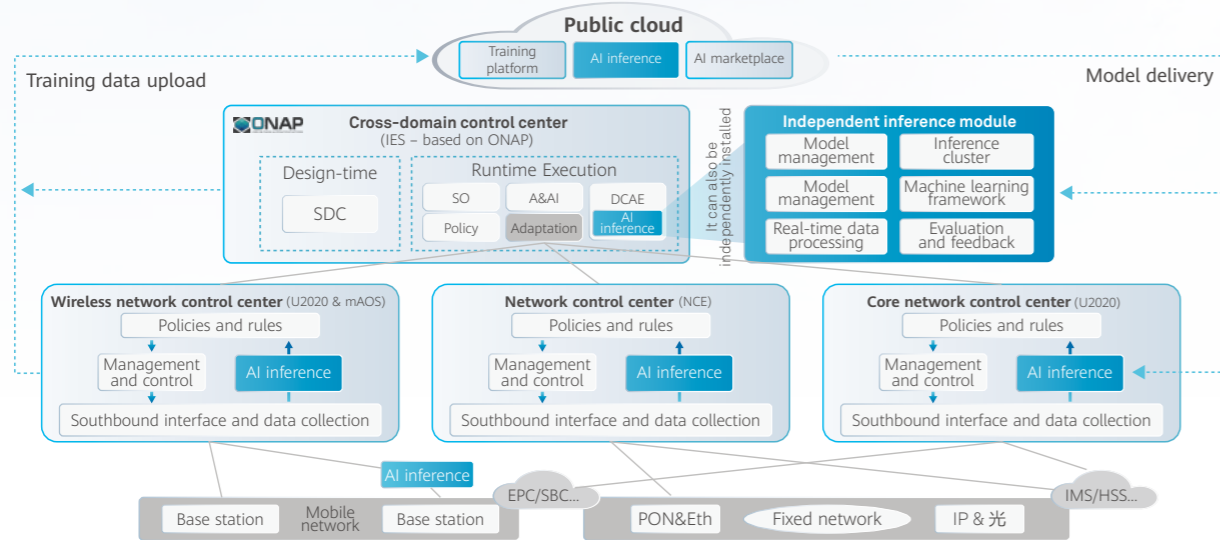 Public cloud
Training
platform
AI inference
AI marketplace
Training data upload
Model delivery
ONAP
Cross-domain control center
(IES – based on ONAP)
Design-time
SDC
Runtime Execution
SO
A&AI
DCAE
AI
inference
Policy
Adaptation
It can also be
independently installed
Independent inference module
Model
management
Inference
cluster
Model
management
Machine learning
framework
Real-time data
processing
Evaluation
and feedback
Wireless network control center (U2020 & mAOS)
Policies and rules
Management
and control
AI inference
Southbound interface and data collection
Network control center (NCE)
Policies and rules
Management
and control
AI inference
Southbound interface and data collection
Core network control center (U2020)
Policies and rules
Management
and control
AI inference
Southbound interface and data collection
AI inference
EPC/SBC...
IMS/HSS...
Base station
Mobile
network
Base station
PON&Eth
Fixed network
IP & 光